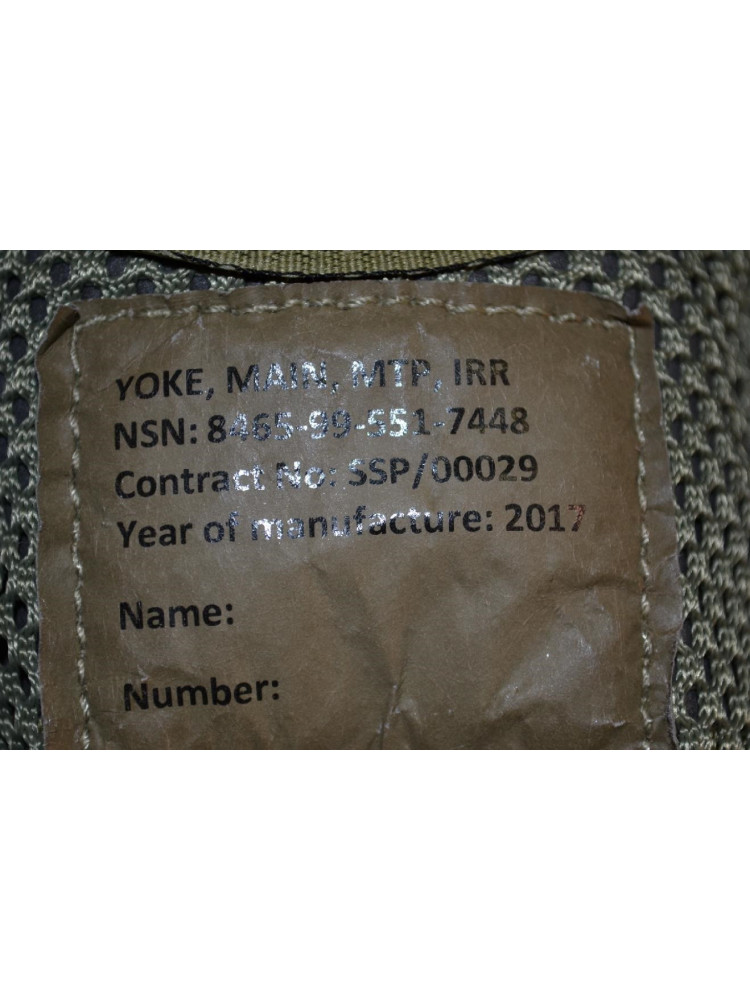 YOKE, MAIN, MTP, IRR
NSN: 8465-99-551-7448
Contract No: SSP/00029
Year of manufacture: 2017
Name:
Number: